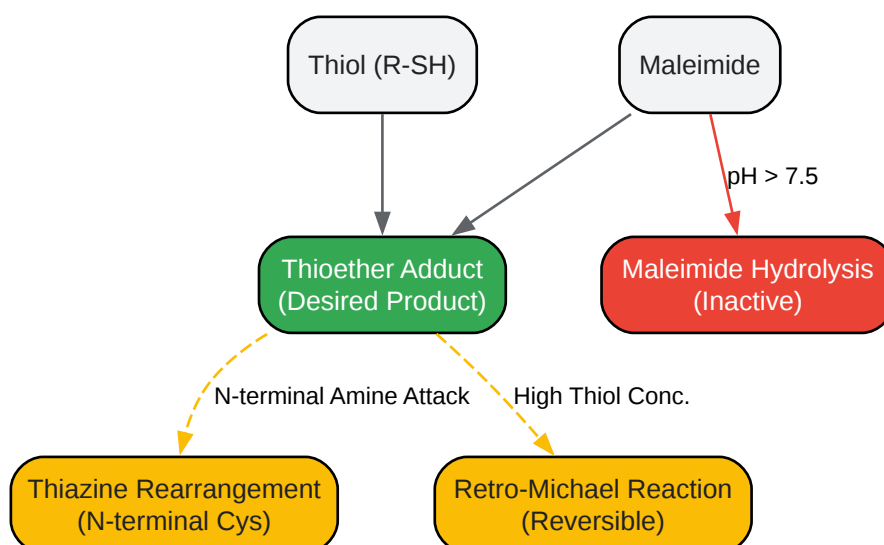 Thiol (R-SH)
Maleimide
pH > 7.5
Thioether Adduct
(Desired Product)
Maleimide Hydrolysis
(Inactive)
N-terminal Amine Attack
High Thiol Conc.
Thiazine Rearrangement
(N-terminal Cys)
Retro-Michael Reaction
(Reversible)